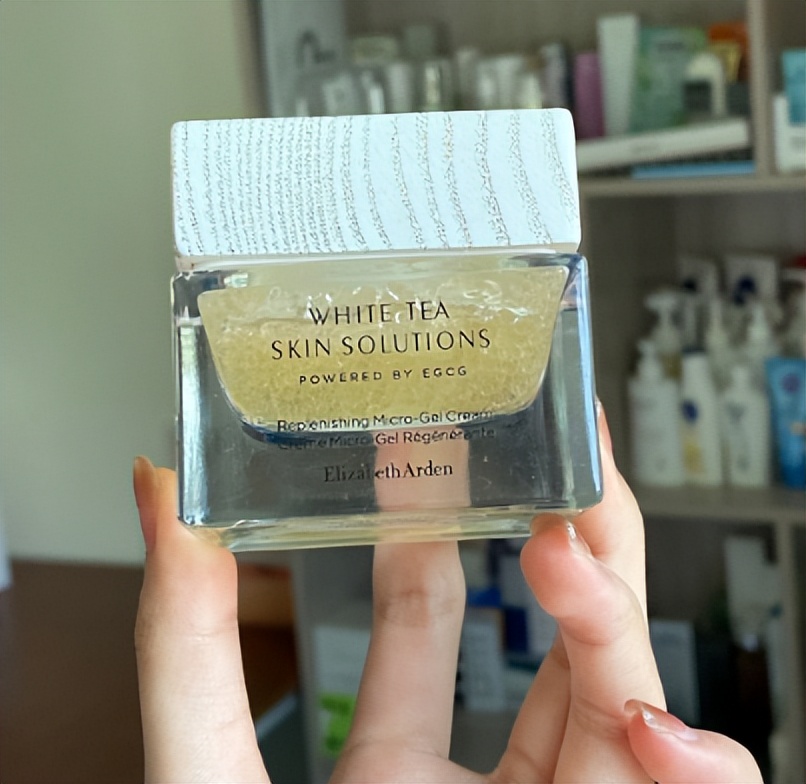 WHITE TEA
SKIN SOLUTIONS
POWERED BY EGCG
Replenishing Micro-Gel Cream
Crème Micro-Gel Régénérante
ElizabethArden